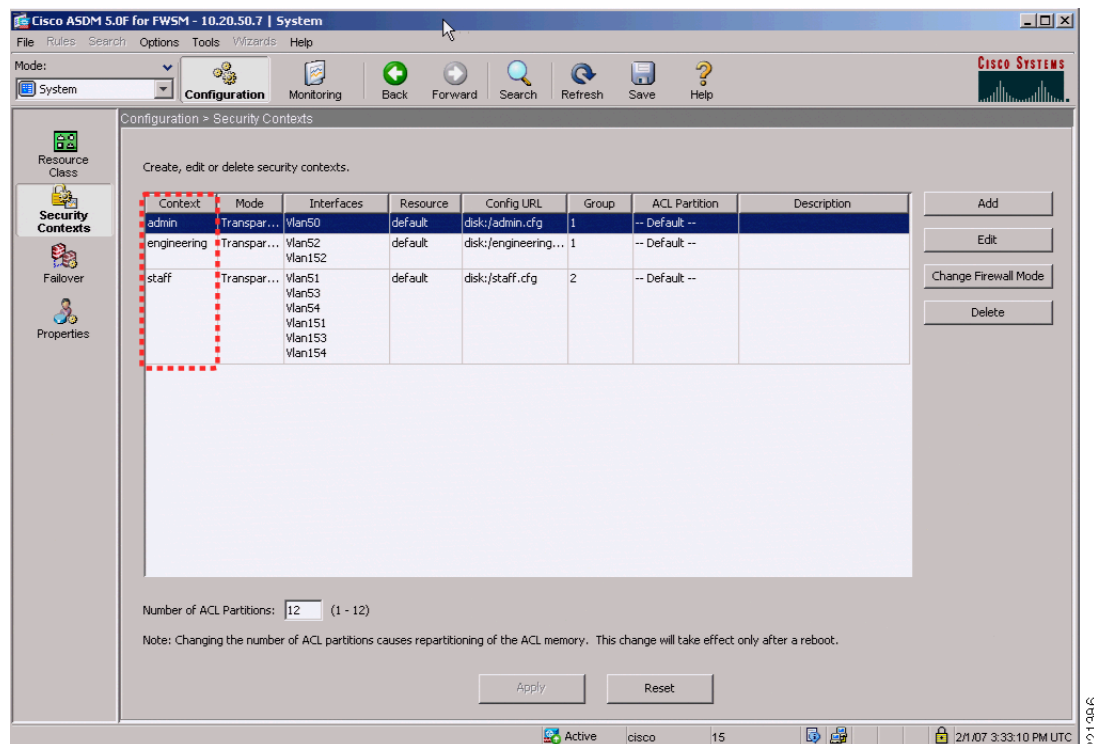 Cisco ASDM 5.0F for FWSM - 10.20.50.7 | System
File Rules Search Options Tools Wizards Help
Mode:
System
Configuration Monitoring Back Forward Search Refresh Save Help
CISCO SYSTEMS
Configuration > Security Contexts
Resource Class
Security Contexts
Failover
Properties
Create, edit or delete security contexts.
Context Mode Interfaces Resource Config URL Group ACL Partition Description
admin Transpar... Vlan50 default disk:/admin.cfg 1 -- Default --
engineering Transpar... Vlan52 default disk:/engineering... 1 -- Default --
Vlan152
staff Transpar... Vlan51 default disk:/staff.cfg 2 -- Default --
Vlan53
Vlan54
Vlan151
Vlan153
Vlan154
Add
Edit
Change Firewall Mode
Delete
Number of ACL Partitions: 12 (1 - 12)
Note: Changing the number of ACL partitions causes repartitioning of the ACL memory. This change will take effect only after a reboot.
Apply Reset
Active cisco 15 2/1/07 3:33:10 PM UTC